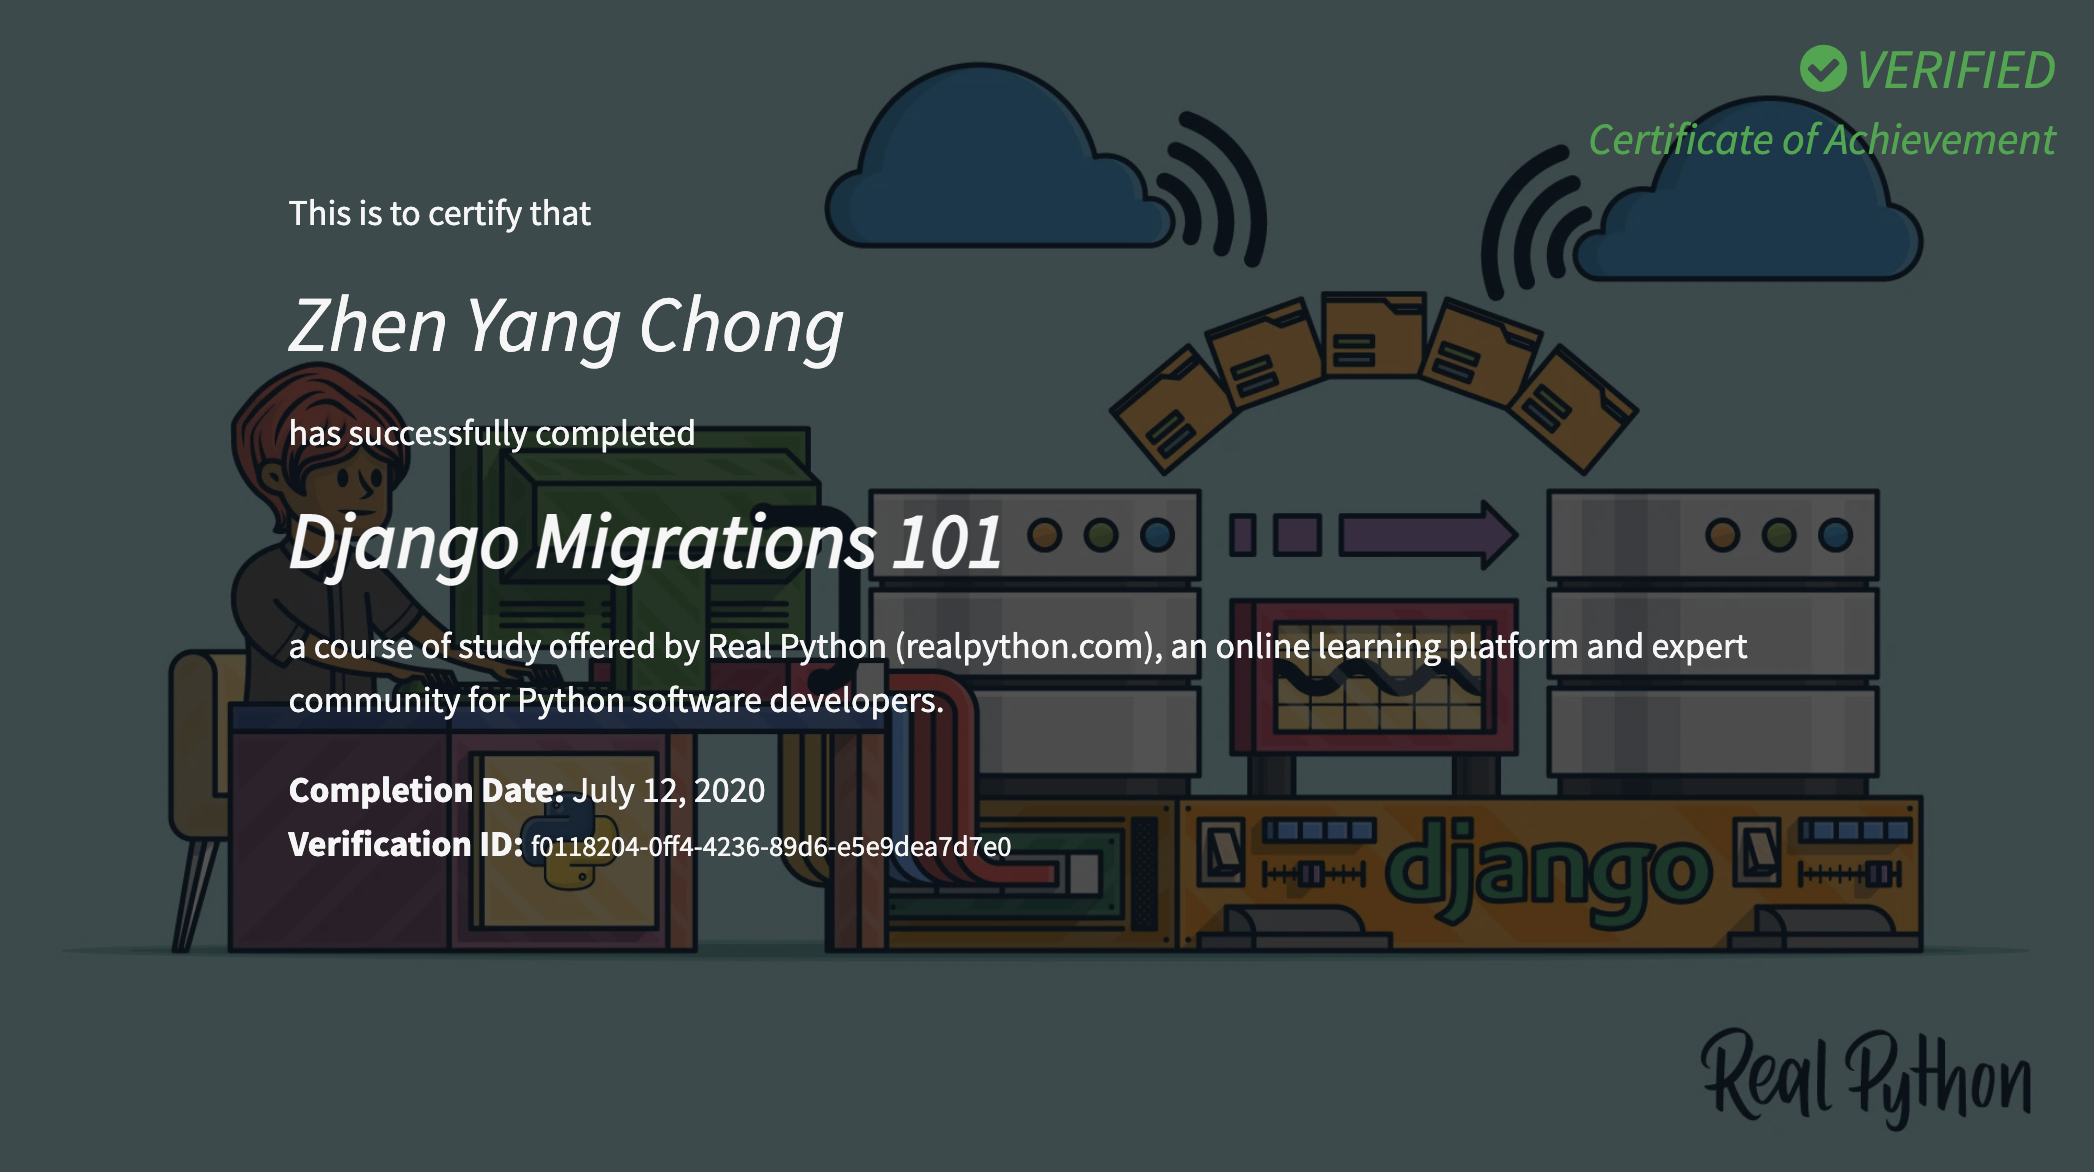 VERIFIED
Certificate of Achievement
This is to certify that
Zhen Yang Chong
has successfully completed
Django Migrations 101
a course of study offered by Real Python (realpython.com), an online learning platform and expert
community for Python software developers.
Completion Date: July 12, 2020
Verification ID: f0118204-0ff4-4236-89d6-e5e9dea7d7e0
django
Real Python